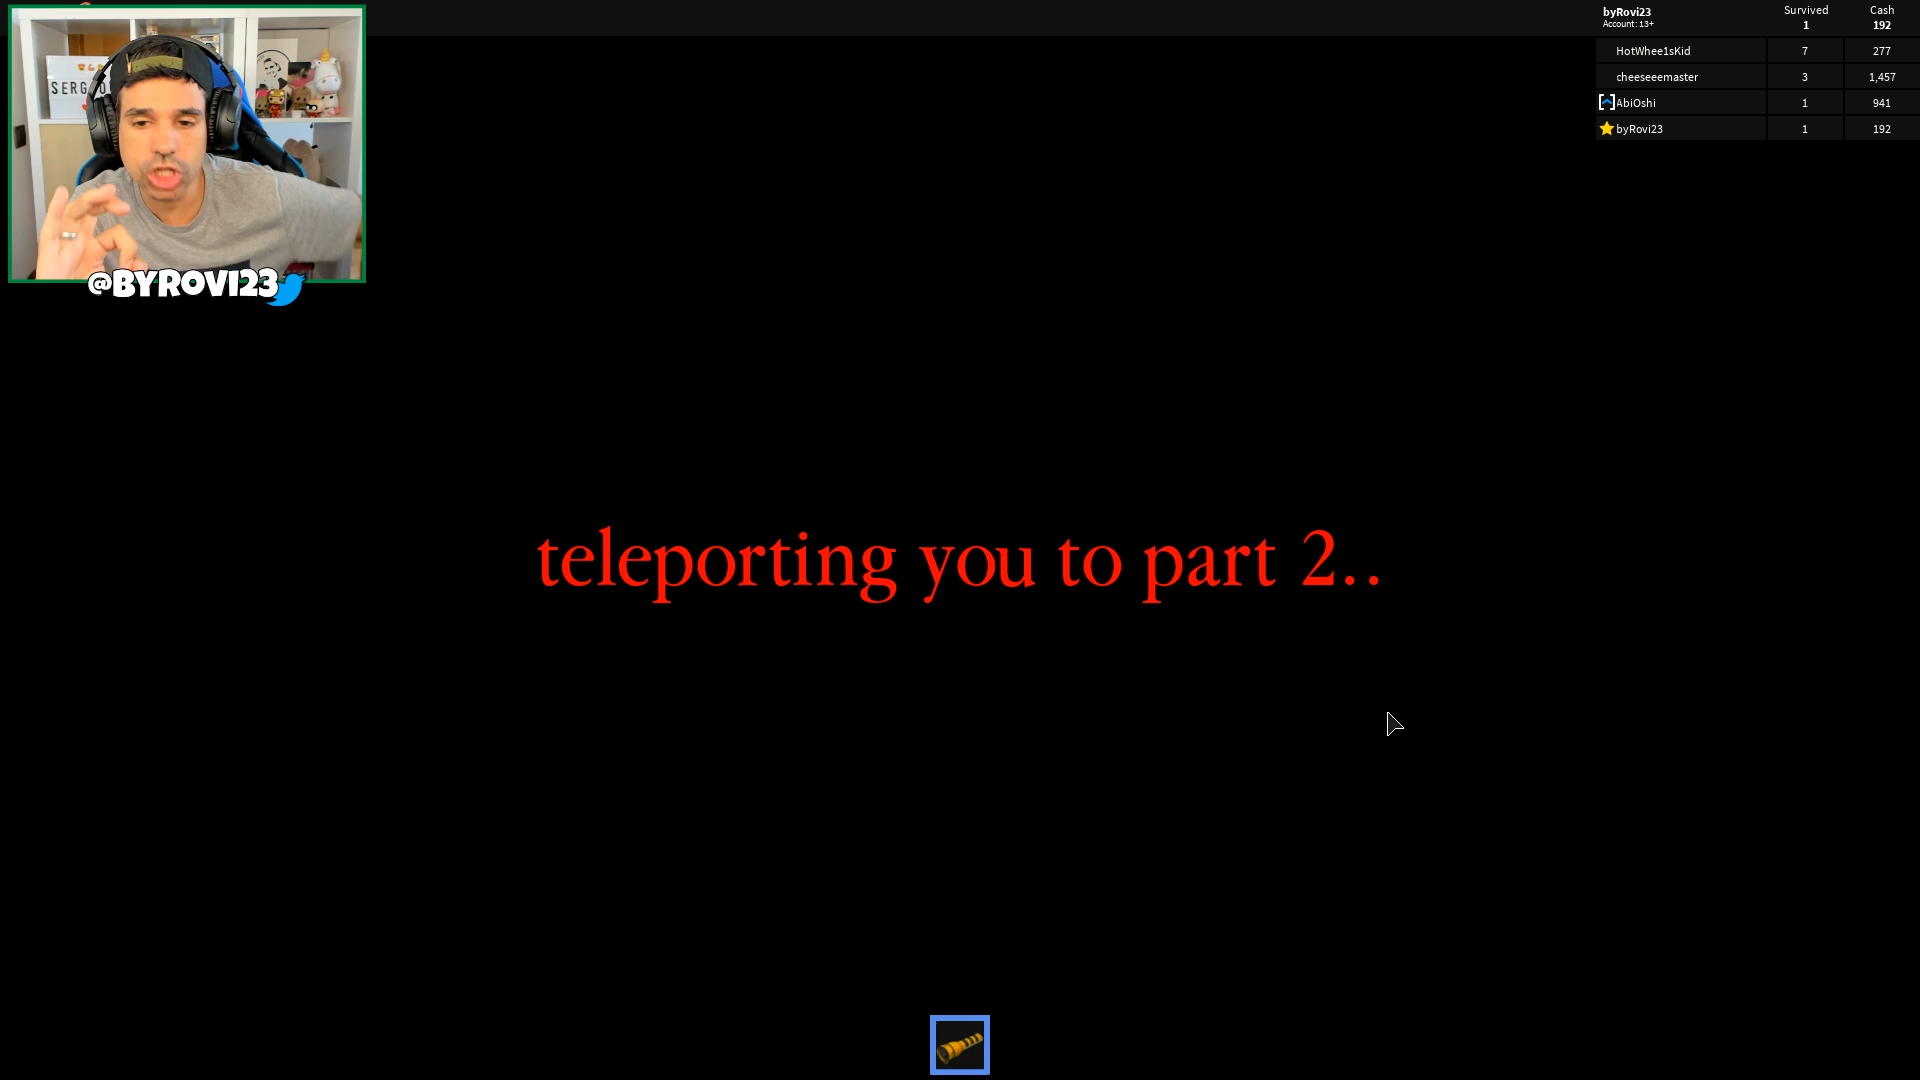 SERG
@BYROVI23
byRovi23 Survived Cash
Account: 13+ 1 192
HotWhee1sKid 7 277
cheeseeemaster 3 1,457
AbiOshi 1 941
byRovi23 1 192
teleporting you to part 2..